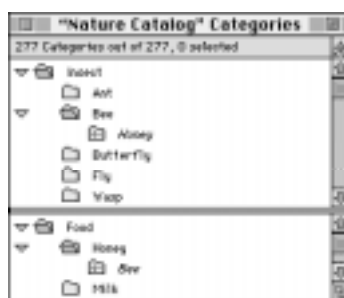 "Nature Catalog" Categories
277 Categories out of 277, 0 selected
Insect
Ant
Bee
Honey
Butterfly
Fly
Wasp
Food
Honey
Bee
Milk